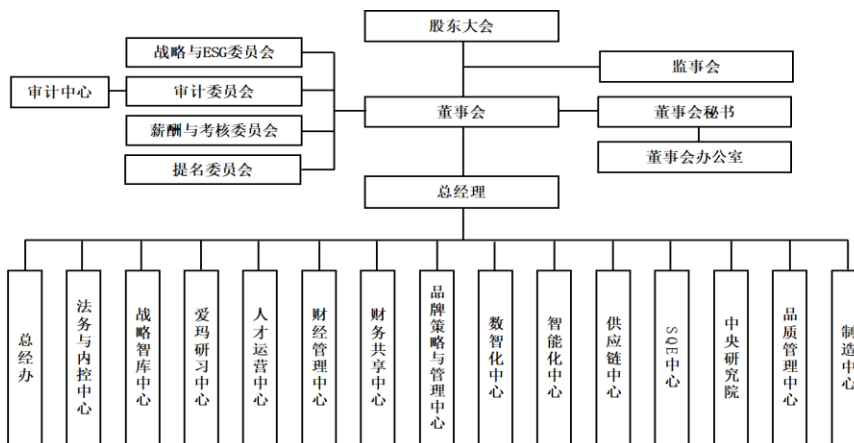 股东大会
战略与ESG委员会
监事会
审计中心
审计委员会
董事会
董事会秘书
薪酬与考核委员会
董事会办公室
提名委员会
总经理
总经办
法务与内控中心
战略智库中心
爱玛研习中心
人才运营中心
财经管理中心
财务共享中心
品牌策略与管理中心
数智化中心
智能化中心
供应链中心
SQE中心
中央研究院
品质管理中心
制造中心